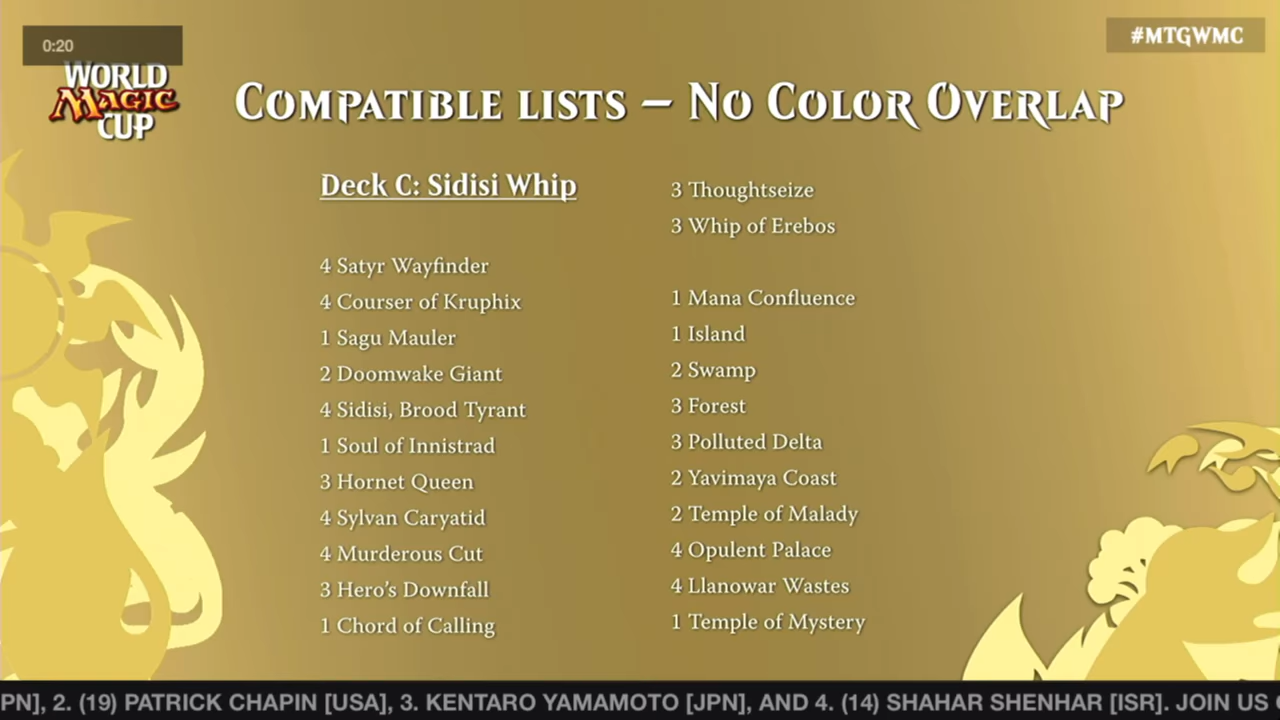 0:20
#MTGWMC
WORLD
MAGIC
CUP
COMPATIBLE LISTS – NO COLOR OVERLAP
Deck C: Sidisi Whip
4 Satyr Wayfinder
4 Courser of Kruphix
1 Sagu Mauler
2 Doomwake Giant
4 Sidisi, Brood Tyrant
1 Soul of Innistrad
3 Hornet Queen
4 Sylvan Caryatid
4 Murderous Cut
3 Hero's Downfall
1 Chord of Calling
3 Thoughtseize
3 Whip of Erebos
1 Mana Confluence
1 Island
2 Swamp
3 Forest
3 Polluted Delta
2 Yavimaya Coast
2 Temple of Malady
4 Opulent Palace
4 Llanowar Wastes
1 Temple of Mystery
PN], 2. (19) PATRICK CHAPIN [USA], 3. KENTARO YAMAMOTO [JPN], AND 4. (14) SHAHAR SHENHAR [ISR]. JOIN US